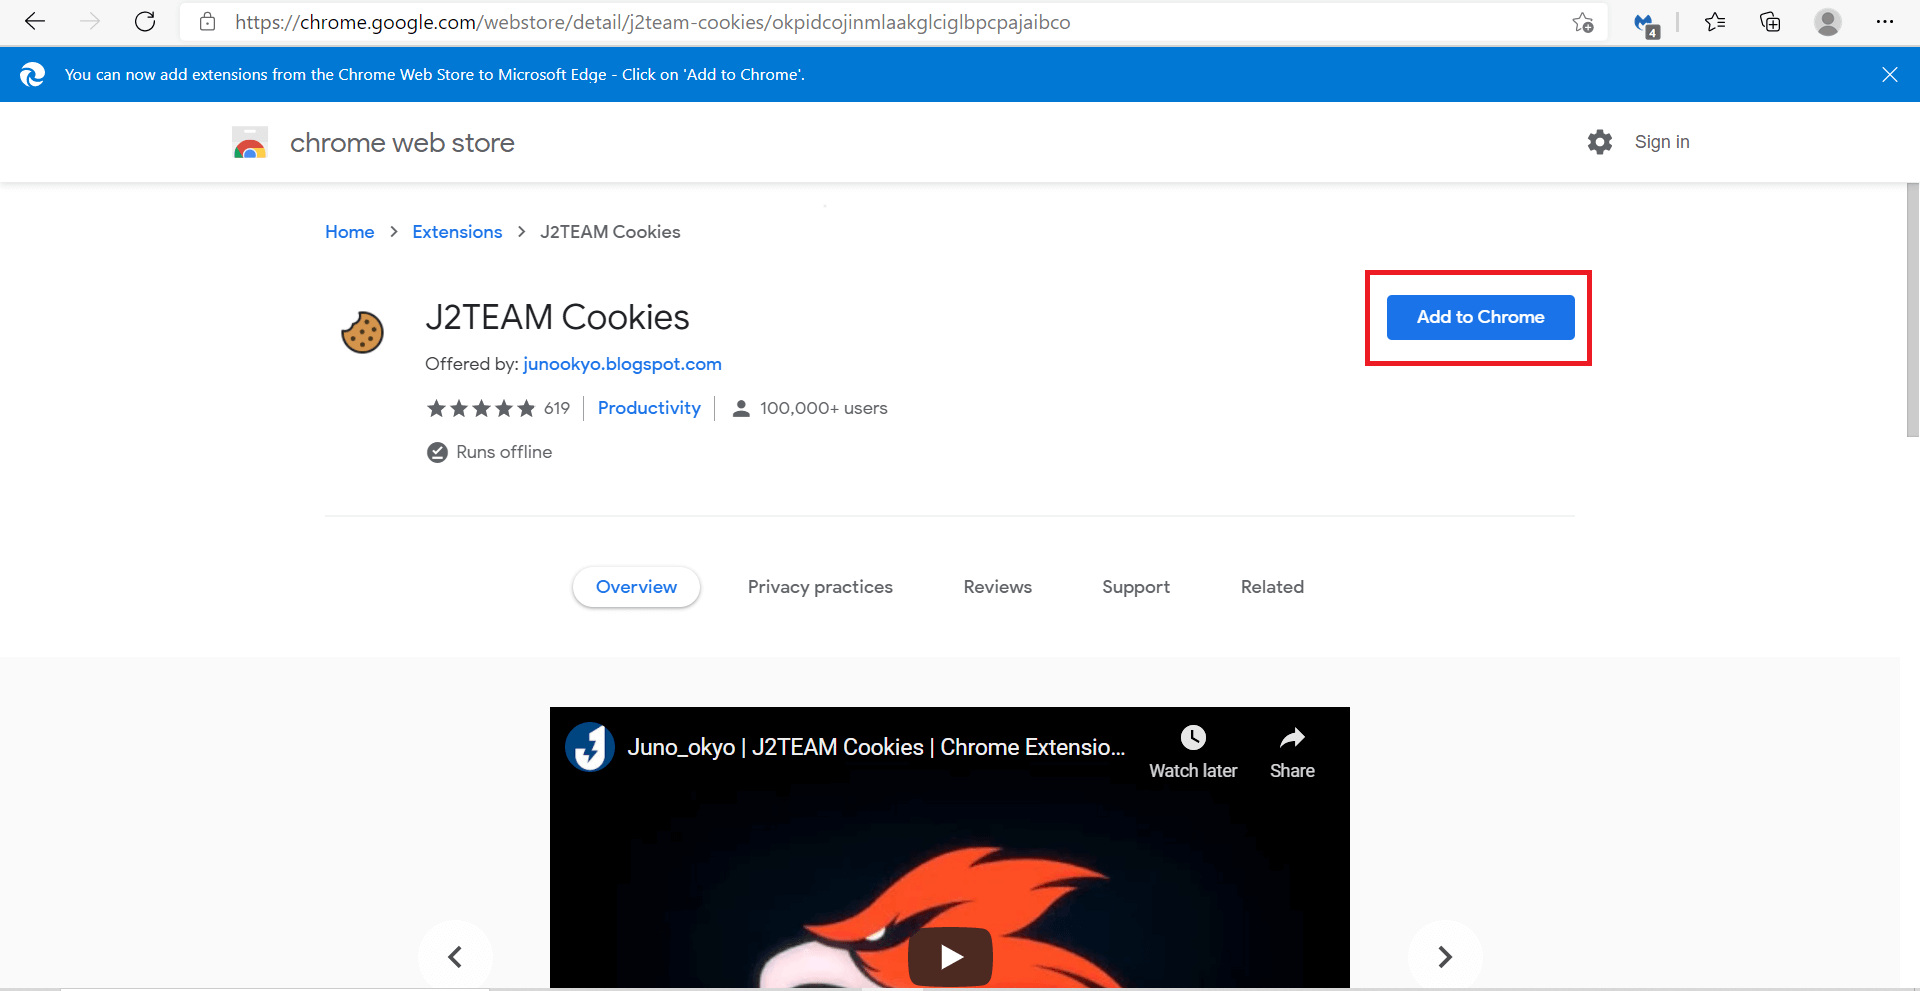 https://chrome.google.com/webstore/detail/j2team-cookies/okpidcojinmlaakglciglbpcpajaibco
4
You can now add extensions from the Chrome Web Store to Microsoft Edge - Click on 'Add to Chrome'.
chrome web store
Sign in
Home > Extensions > J2TEAM Cookies
J2TEAM Cookies
Add to Chrome
Offered by: junookyo.blogspot.com
619 Productivity 100,000+ users
Runs offline
Overview Privacy practices Reviews Support Related
Juno_okyo | J2TEAM Cookies | Chrome Extensio...
Watch later Share